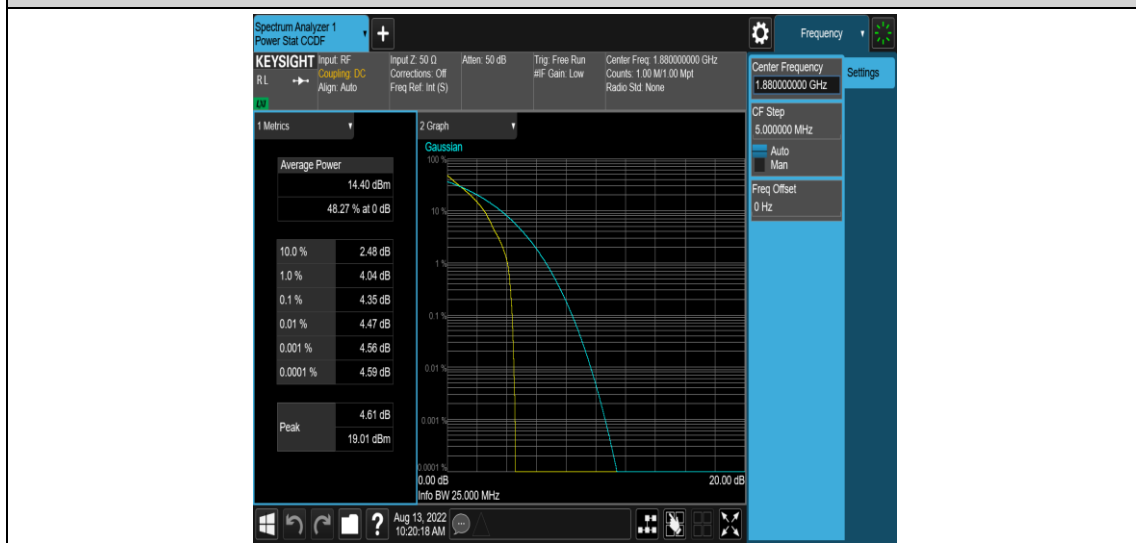 Spectrum Analyzer 1
Power Stat CCDF
+
Frequency
KEYSIGHT
RL
LXI
Input: RF
Coupling: DC
Align: Auto
Input Z: 50 Ω
Corrections: Off
Freq Ref: Int (S)
Atten: 50 dB
Trig: Free Run
#IF Gain: Low
Center Freq: 1.880000000 GHz
Counts: 1.00 M/1.00 Mpt
Radio Std: None
Center Frequency
1.880000000 GHz
Settings
CF Step
5.000000 MHz
Auto
Man
Freq Offset
0 Hz
1 Metrics
Average Power
14.40 dBm
48.27 % at 0 dB
10.0 % 2.48 dB
1.0 % 4.04 dB
0.1 % 4.35 dB
0.01 % 4.47 dB
0.001 % 4.56 dB
0.0001 % 4.59 dB
Peak 4.61 dB
19.01 dBm
2 Graph
Gaussian
100 %
10 %
1 %
0.1 %
0.01 %
0.001 %
0.0001 %
0.00 dB 20.00 dB
Info BW 25.000 MHz
?
Aug 13, 2022
10:20:18 AM